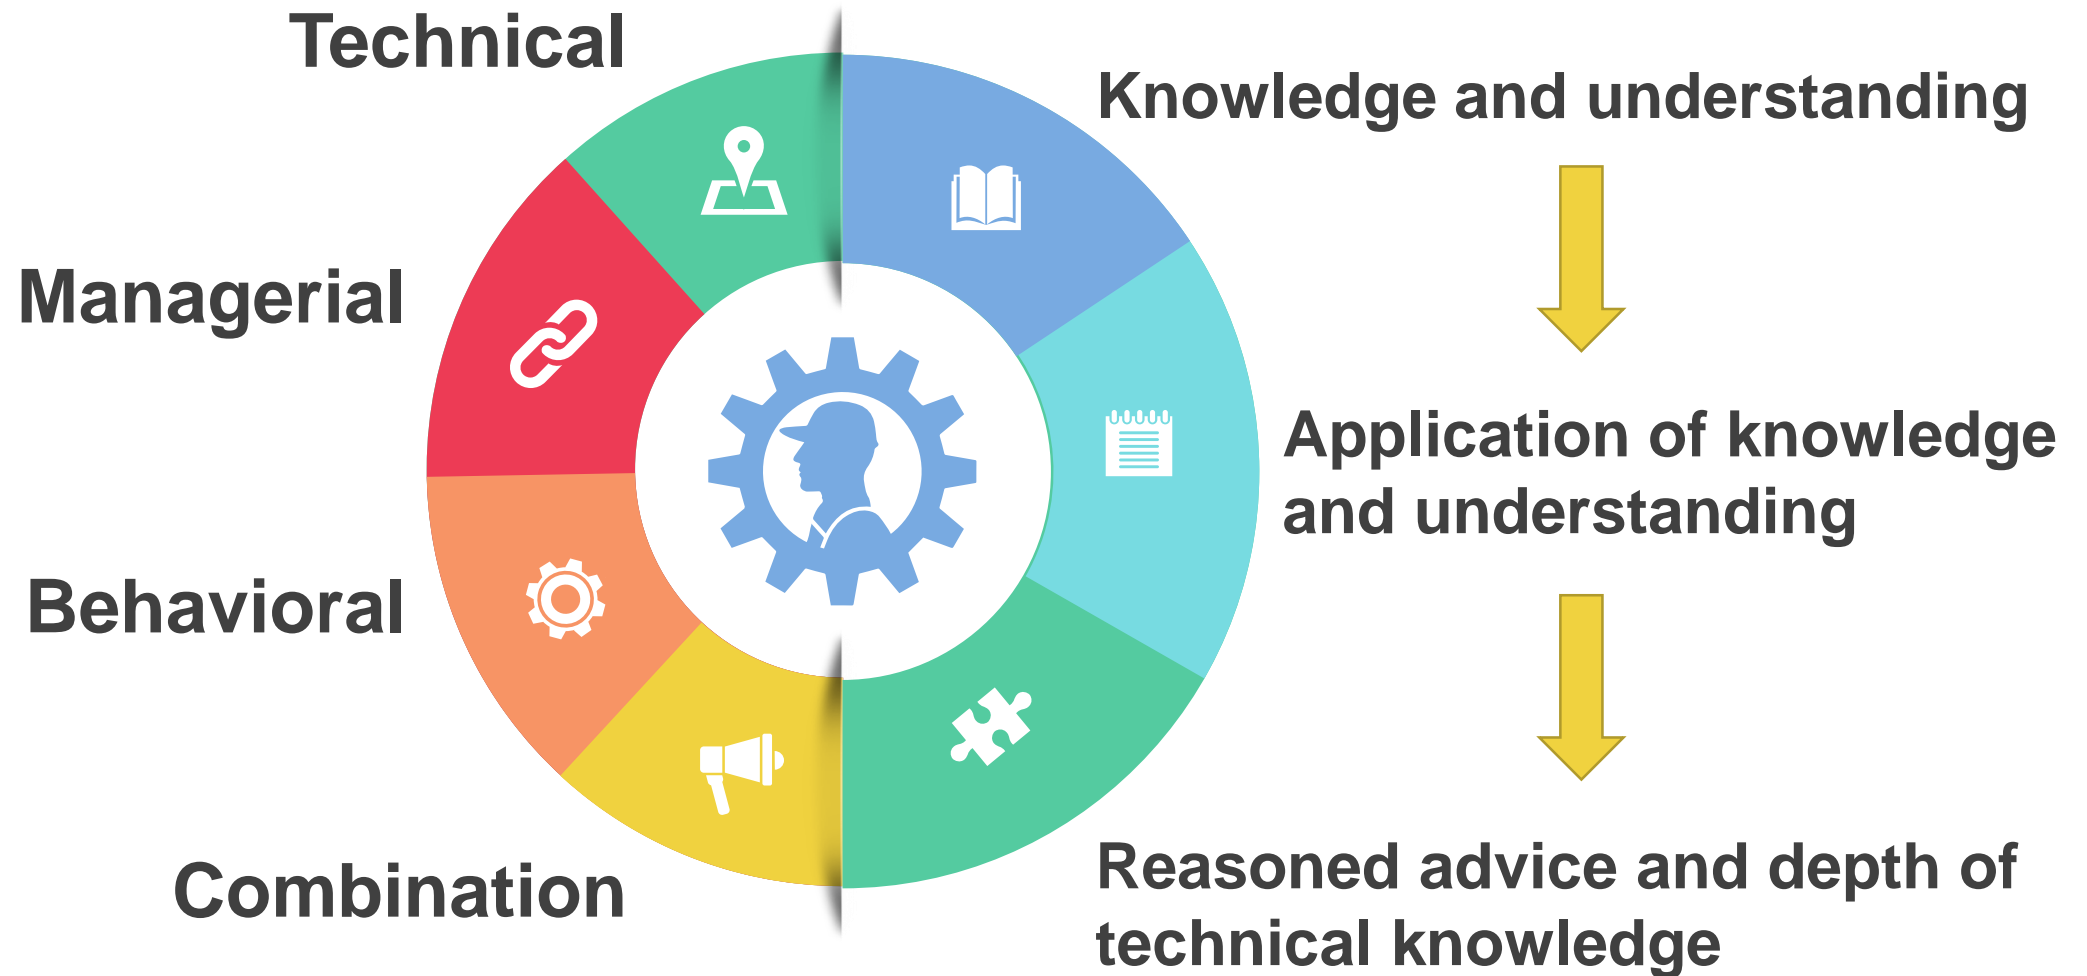 Technical
Managerial
Behavioral
Combination
Knowledge and understanding
Application of knowledge
and understanding
Reasoned advice and depth of
technical knowledge